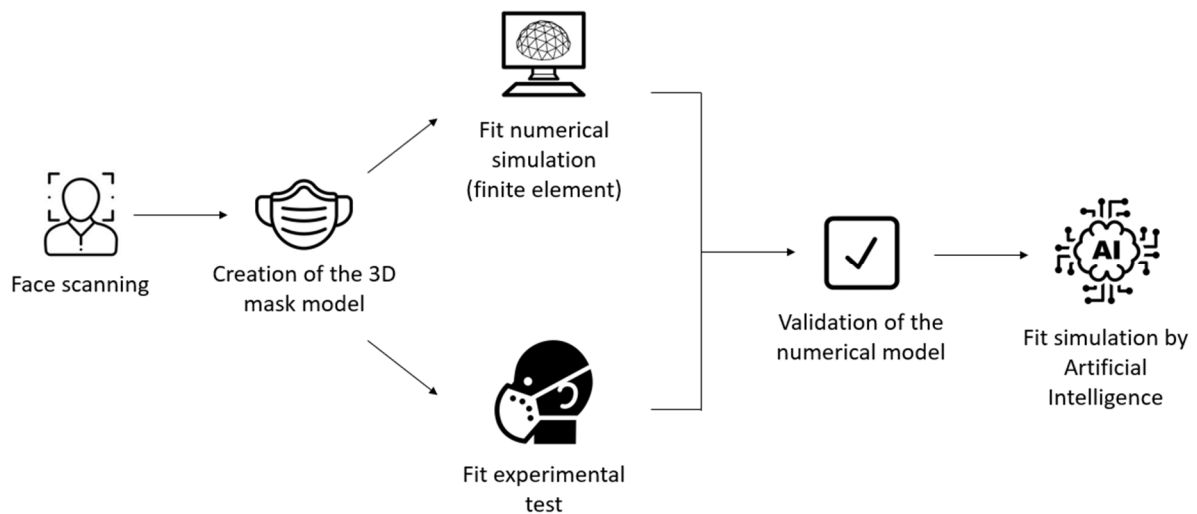 Face scanning
Creation of the 3D
mask model
Fit numerical
simulation
(finite element)
Fit experimental
test
Validation of the
numerical model
AI
Fit simulation by
Artificial
Intelligence